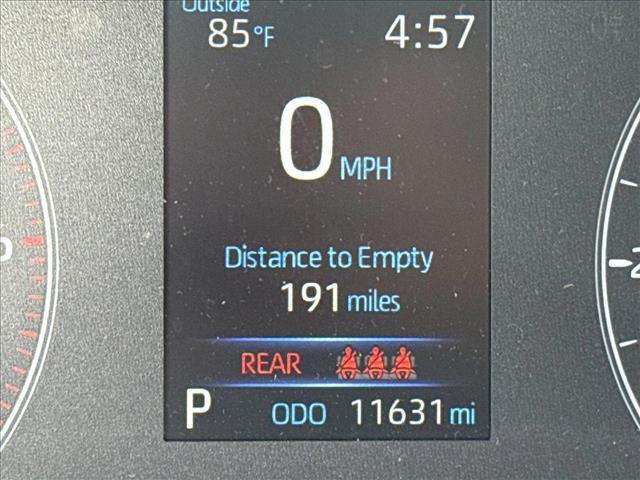 Outside
85°F 4:57
0 MPH
Distance to Empty
191 miles
REAR
P ODO 11631 mi